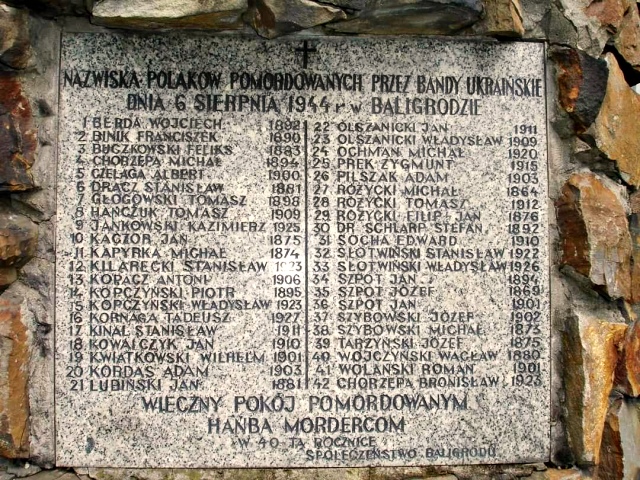 NAZWISKA POLAKÓW POMORDOWANYCH PRZEZ BANDY UKRAIŃSKIE
DNIA 6 SIERPNIA 1944 r w BALIGRODZIE
1 BERDA WOJCIECH 1892
2 BINIK FRANCISZEK 1890
3 BUCZKOWSKI FELIKS 1883
4 CHORZĘPA MICHAŁ 1894
5 CZELĄGA ALBERT 1900
6 DRACZ STANISŁAW 1881
7 GŁOGOWSKI TOMASZ 1898
8 HAŃCZUK TOMASZ 1909
9 JANKOWSKI KAZIMIERZ 1925
10 KACZOR JAN 1875
11 KAPYRKA MICHAŁ 1874
12 KILARECKI STANISŁAW
13 KOPACZ ANTONI 1906
14 KOPCZYŃSKI PIOTR 1895
15 KOPCZYŃSKI WŁADYSŁAW 1923
16 KORNAGA TADEUSZ 1927
17 KINAL STANISŁAW 1911
18 KOWALCZYK JAN 1910
19 KWIATKOWSKI WILHELM 1901
20 KORDAS ADAM 1903
21 LUBIŃSKI JAN 1881
22 OLSZANICKI JAN 1911
23 OLSZANICKI WŁADYSŁAW 1909
24 OCHMAN MICHAŁ 1920
25 PREK ZYGMUNT 1915
26 PILSZAK ADAM 1903
27 RÓŻYCKI MICHAŁ 1864
28 RÓŻYCKI TOMASZ 1912
29 RÓŻYCKI FILIP-JAN 1876
30 DR SCHLARP STEFAN 1892
31 SOCHA EDWARD 1910
32 SŁOTWIŃSKI STANISŁAW 1922
33 SŁOTWIŃSKI WŁADYSŁAW 1926
34 SZPOT JAN 1894
35 SZPOT JÓZEF 1869
36 SZPOT JAN 1901
37 SZYBOWSKI JÓZEF 1902
38 SZYBOWSKI MICHAŁ 1873
39 TARZYŃSKI JÓZEF 1875
40 WÓJCZYŃSKI WACŁAW 1880
41 WOLAŃSKI ROMAN 1901
42 CHORZĘPA BRONISŁAW 1923
WIECZNY POKÓJ POMORDOWANYM
HAŃBA MORDERCOM
W 40-TĄ ROCZNICĘ
SPOŁECZEŃSTWO BALIGRODU